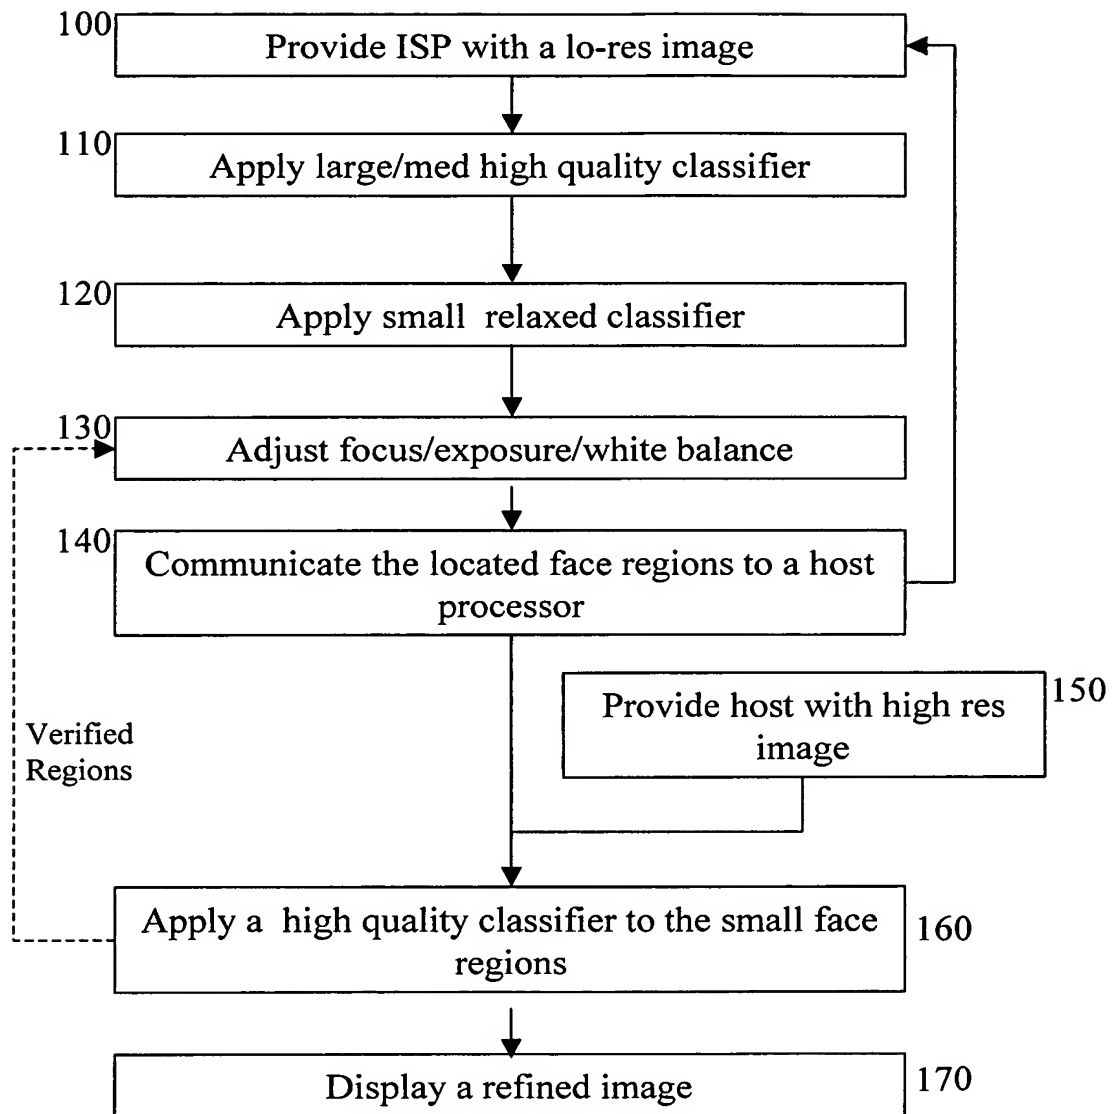 100
Provide ISP with a lo-res image
110
Apply large/med high quality classifier
120
Apply small relaxed classifier
130
Adjust focus/exposure/white balance
140
Communicate the located face regions to a host
processor
150
Provide host with high res
image
Verified
Regions
Apply a high quality classifier to the small face
regions
160
Display a refined image
170